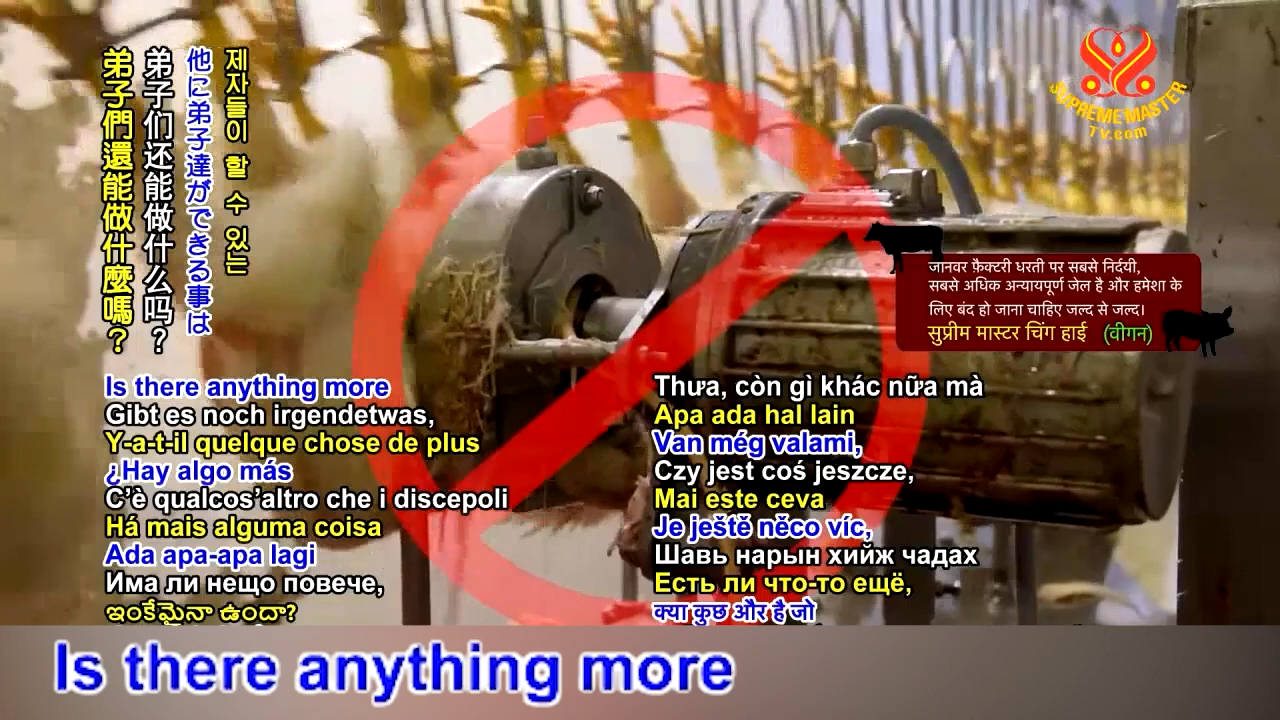 제자들이 할 수 있는
他に弟子達ができる事は
弟子们还能做什么吗？
弟子們還能做什麼嗎？
SUPREME MASTER
TV.com
जानवर फ़ैक्टरी धरती पर सबसे निर्दयी,
सबसे अधिक अन्यायपूर्ण जेल है और हमेशा के
लिए बंद हो जाना चाहिए जल्द से जल्द।
सुप्रीम मास्टर चिंग हाई (वीगन)
Is there anything more
Gibt es noch irgendetwas,
Y-a-t-il quelque chose de plus
¿Hay algo más
C’è qualcos’altro che i discepoli
Há mais alguma coisa
Ada apa-apa lagi
Има ли нещо повече,
ఇంకేమైనా ఉందా?
Thưa, còn gì khác nữa mà
Apa ada hal lain
Van még valami,
Czy jest coś jeszcze,
Mai este ceva
Je ještě něco víc,
Шавь нарын хийж чадах
Есть ли что-то ещё,
क्या कुछ और है जो
Is there anything more